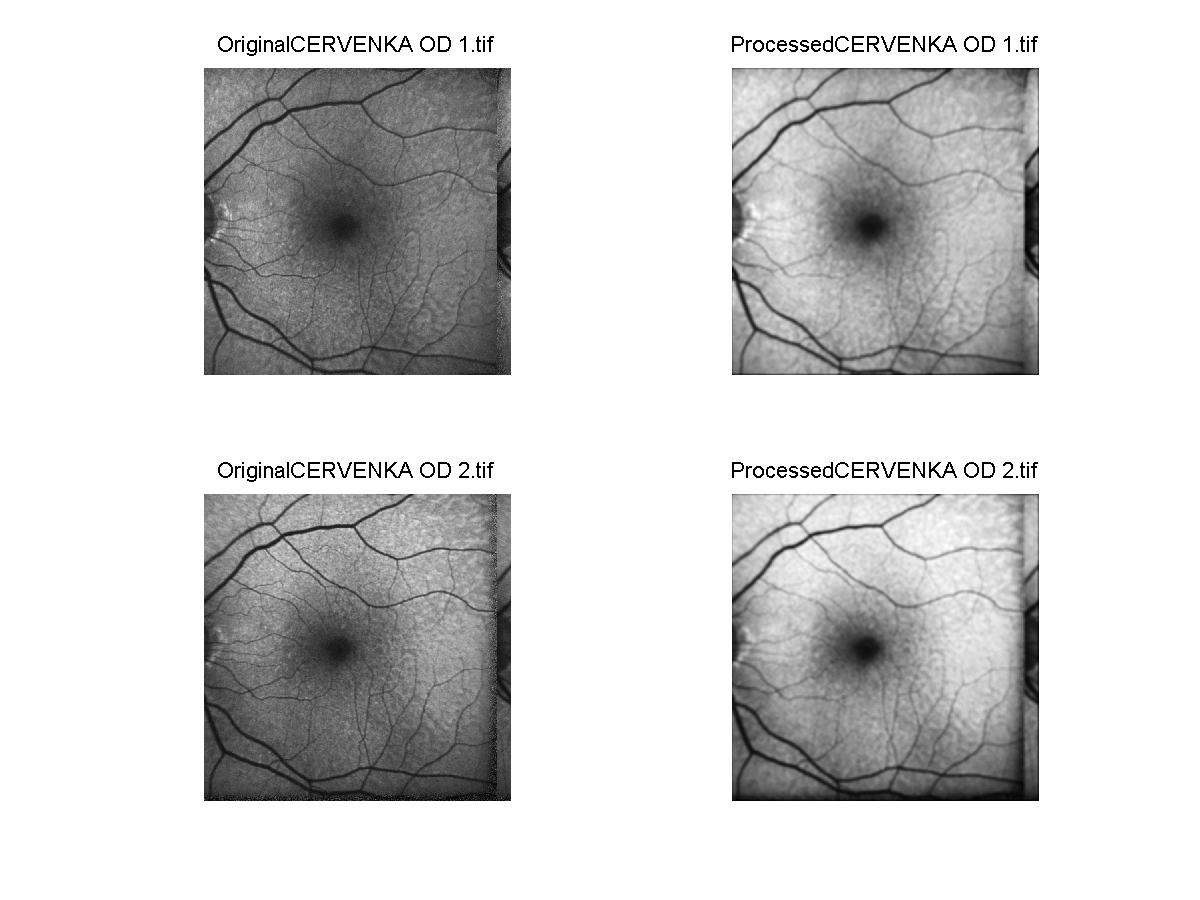 OriginalCERVENKA OD 1.tif
ProcessedCERVENKA OD 1.tif
OriginalCERVENKA OD 2.tif
ProcessedCERVENKA OD 2.tif